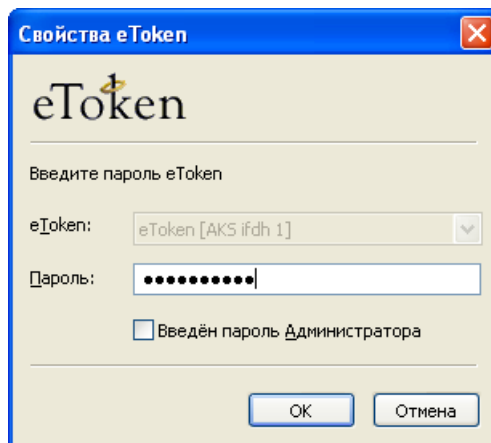 Свойства eToken
eToken
Введите пароль eToken
eToken: eToken [AKS ifdh 1]
Пароль: ••••••••••
Введён пароль Администратора
OK Отмена